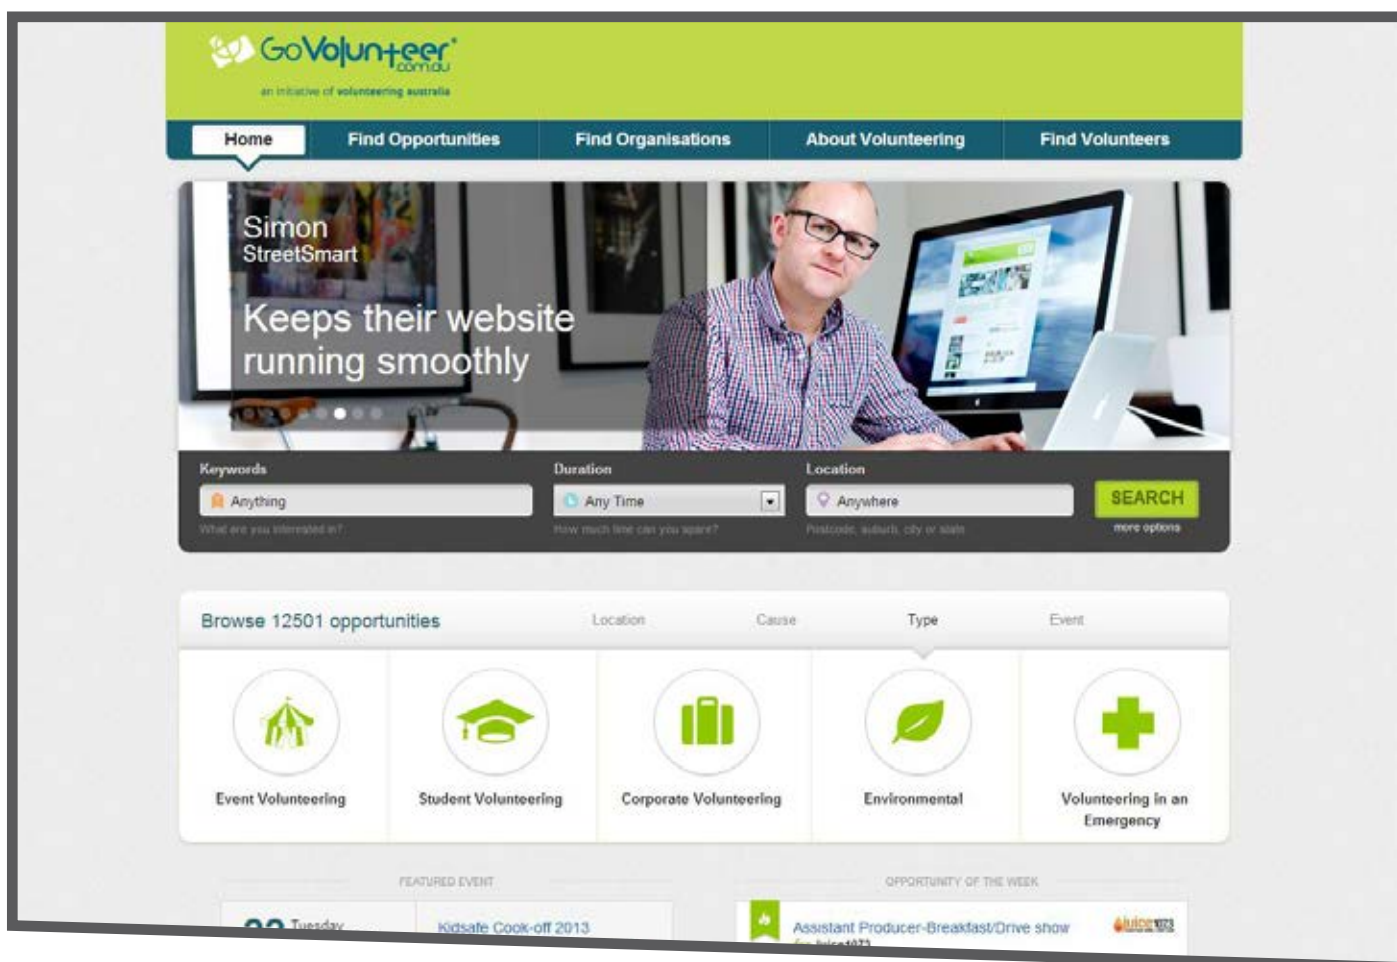 GoVolunteer
.com.au
an initiative of volunteering australia
Home Find Opportunities Find Organisations About Volunteering Find Volunteers
Simon
StreetSmart
Keeps their website
running smoothly
Keywords Duration Location
Anything Any Time Anywhere SEARCH
What are you interested in? How much time can you spare? Postcode, suburb, city or state more options
Browse 12501 opportunities Location Cause Type Event
Event Volunteering Student Volunteering Corporate Volunteering Environmental Volunteering in an
Emergency
FEATURED EVENT OPPORTUNITY OF THE WEEK
Tuesday Kidsafe Cook-off 2013 Assistant Producer-Breakfast/Drive show juice1073
for Juice1073